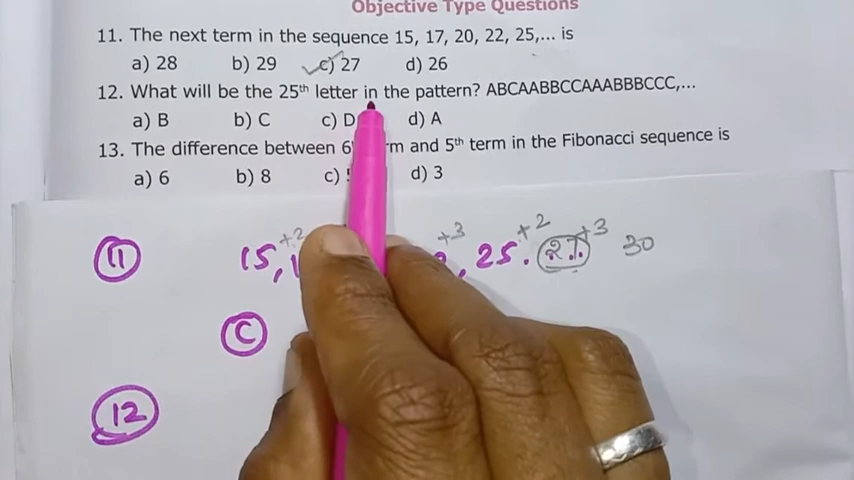 Objective Type Questions
11. The next term in the sequence 15, 17, 20, 22, 25,... is
a) 28 b) 29 c) 27 d) 26
12. What will be the 25th letter in the pattern? ABCAABBCCAAABBBCCC,...
a) B b) C c) D d) A
13. The difference between and 5th term in the Fibonacci sequence is
a) 6 b) 8 c) d) 3
+2 +3 +2 +3
11 15, , 25. 27. 30
C
12